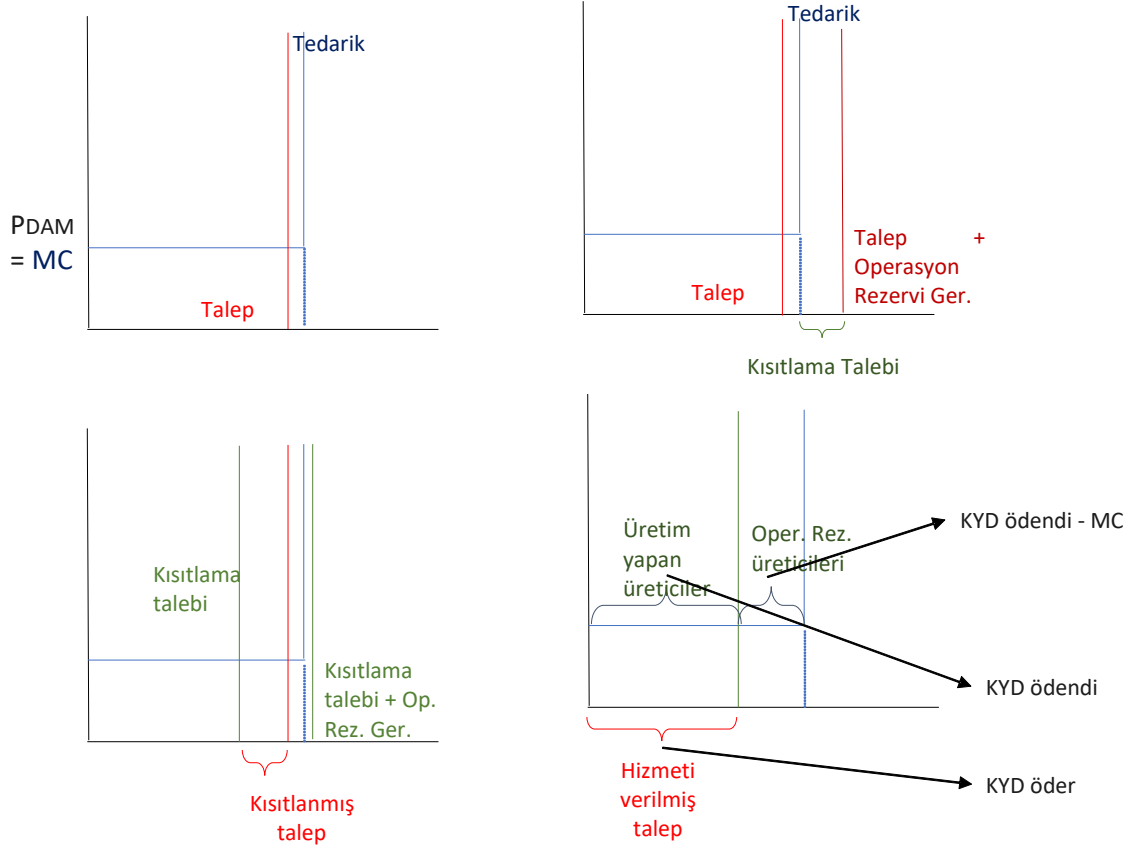 Tedarik
PDAM
= MC
Talep
Tedarik
Talep
Talep +
Operasyon
Rezervi Ger.
Kısıtlama Talebi
Kısıtlama
talebi
Kısıtlama
talebi + Op.
Rez. Ger.
Kısıtlanmış
talep
Üretim
yapan
üreticiler
Oper. Rez.
üreticileri
KYD ödendi - MC
KYD ödendi
KYD öder
Hizmeti
verilmiş
talep